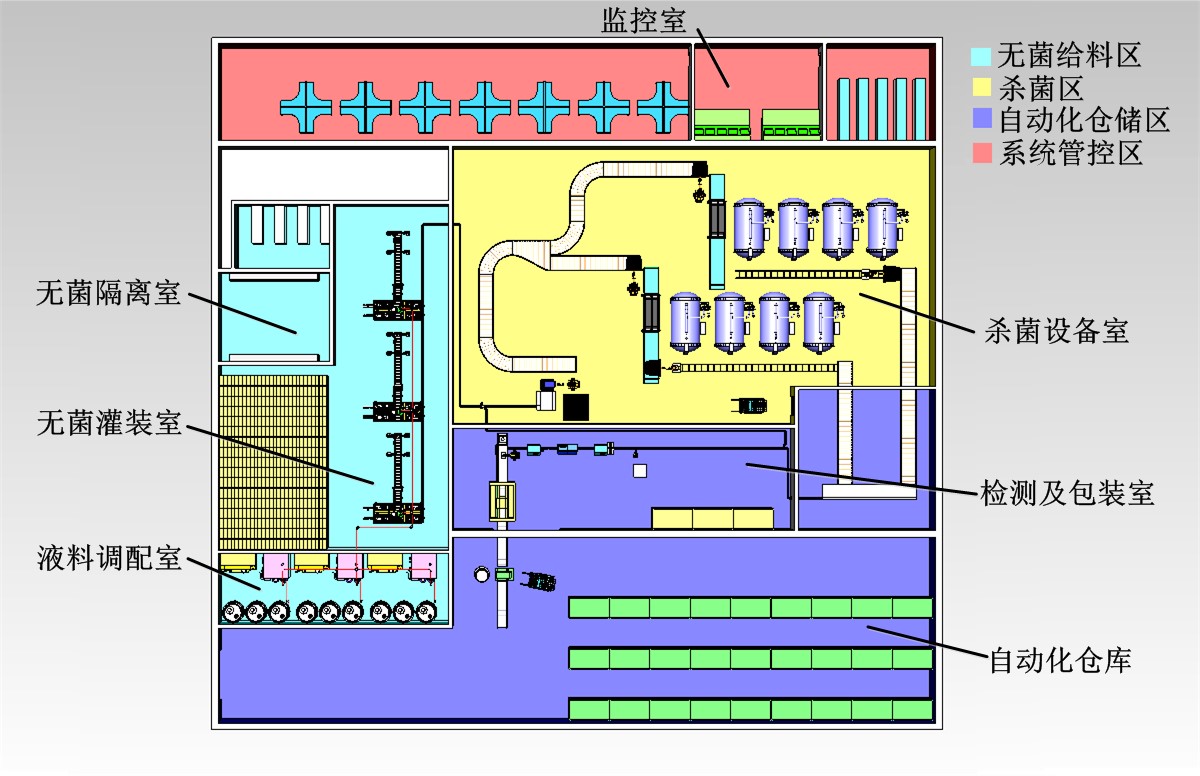 监控室
无菌给料区
杀菌区
自动化仓储区
系统管控区
无菌隔离室
杀菌设备室
无菌灌装室
检测及包装室
液料调配室
自动化仓库